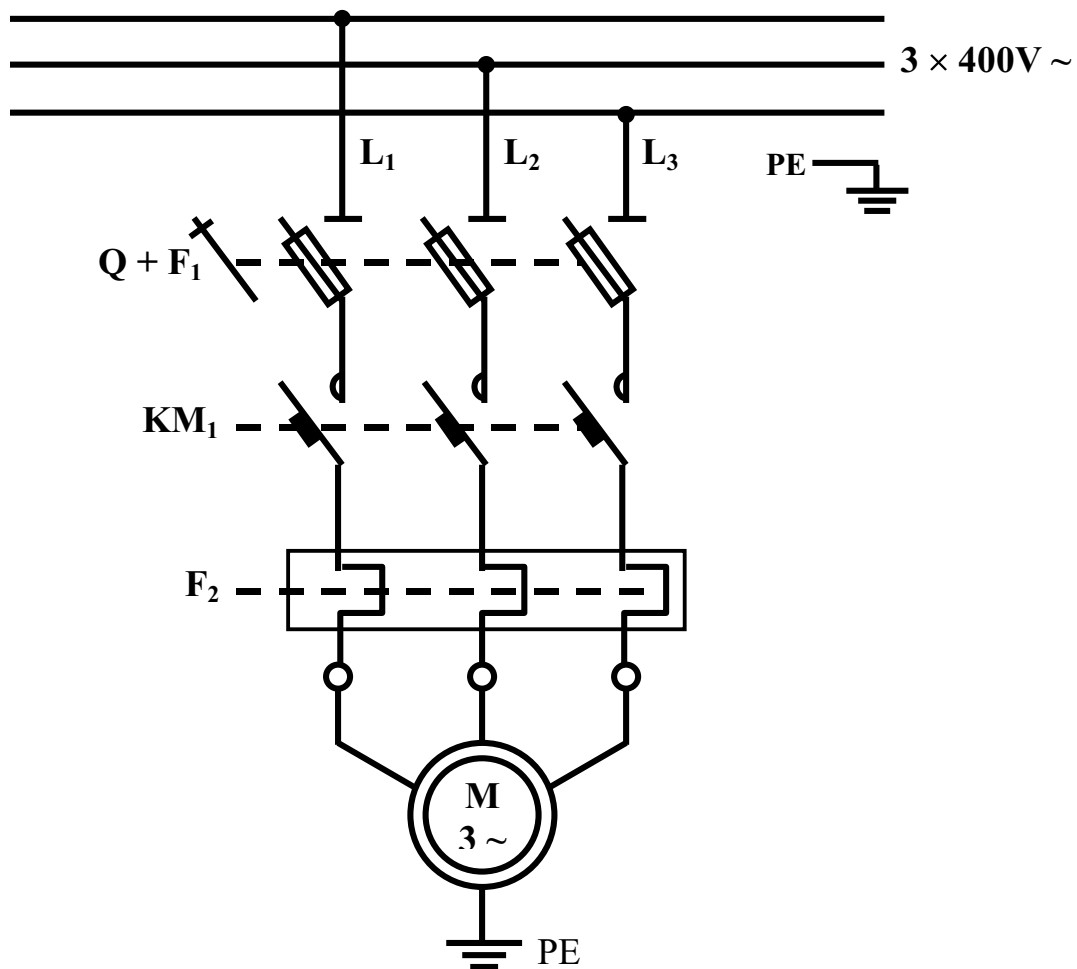 3 × 400V ~
L₁ L₂ L₃
PE
Q + F₁
KM₁
F₂
M
3 ~
PE